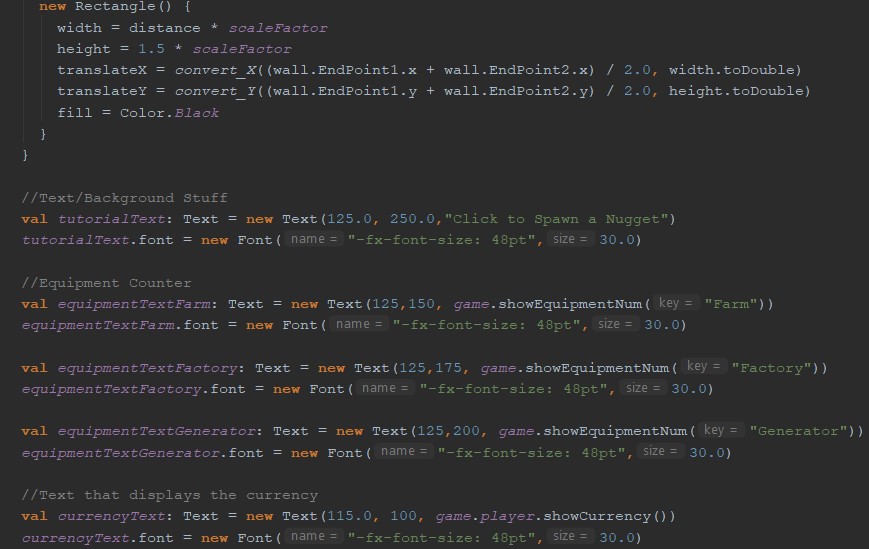 new Rectangle() {
width = distance * scaleFactor
height = 1.5 * scaleFactor
translateX = convert_X((wall.EndPoint1.x + wall.EndPoint2.x) / 2.0, width.toDouble)
translateY = convert_Y((wall.EndPoint1.y + wall.EndPoint2.y) / 2.0, height.toDouble)
fill = Color.Black
}
}
//Text/Background Stuff
val tutorialText: Text = new Text(125.0, 250.0,"Click to Spawn a Nugget")
tutorialText.font = new Font( name = "-fx-font-size: 48pt", size = 30.0)
//Equipment Counter
val equipmentTextFarm: Text = new Text(125,150, game.showEquipmentNum( key = "Farm"))
equipmentTextFarm.font = new Font( name = "-fx-font-size: 48pt", size = 30.0)
val equipmentTextFactory: Text = new Text(125,175, game.showEquipmentNum( key = "Factory"))
equipmentTextFactory.font = new Font( name = "-fx-font-size: 48pt", size = 30.0)
val equipmentTextGenerator: Text = new Text(125,200, game.showEquipmentNum( key = "Generator"))
equipmentTextGenerator.font = new Font( name = "-fx-font-size: 48pt", size = 30.0)
//Text that displays the currency
val currencyText: Text = new Text(115.0, 100, game.player.showCurrency())
currencyText.font = new Font( name = "-fx-font-size: 48pt", size = 30.0)